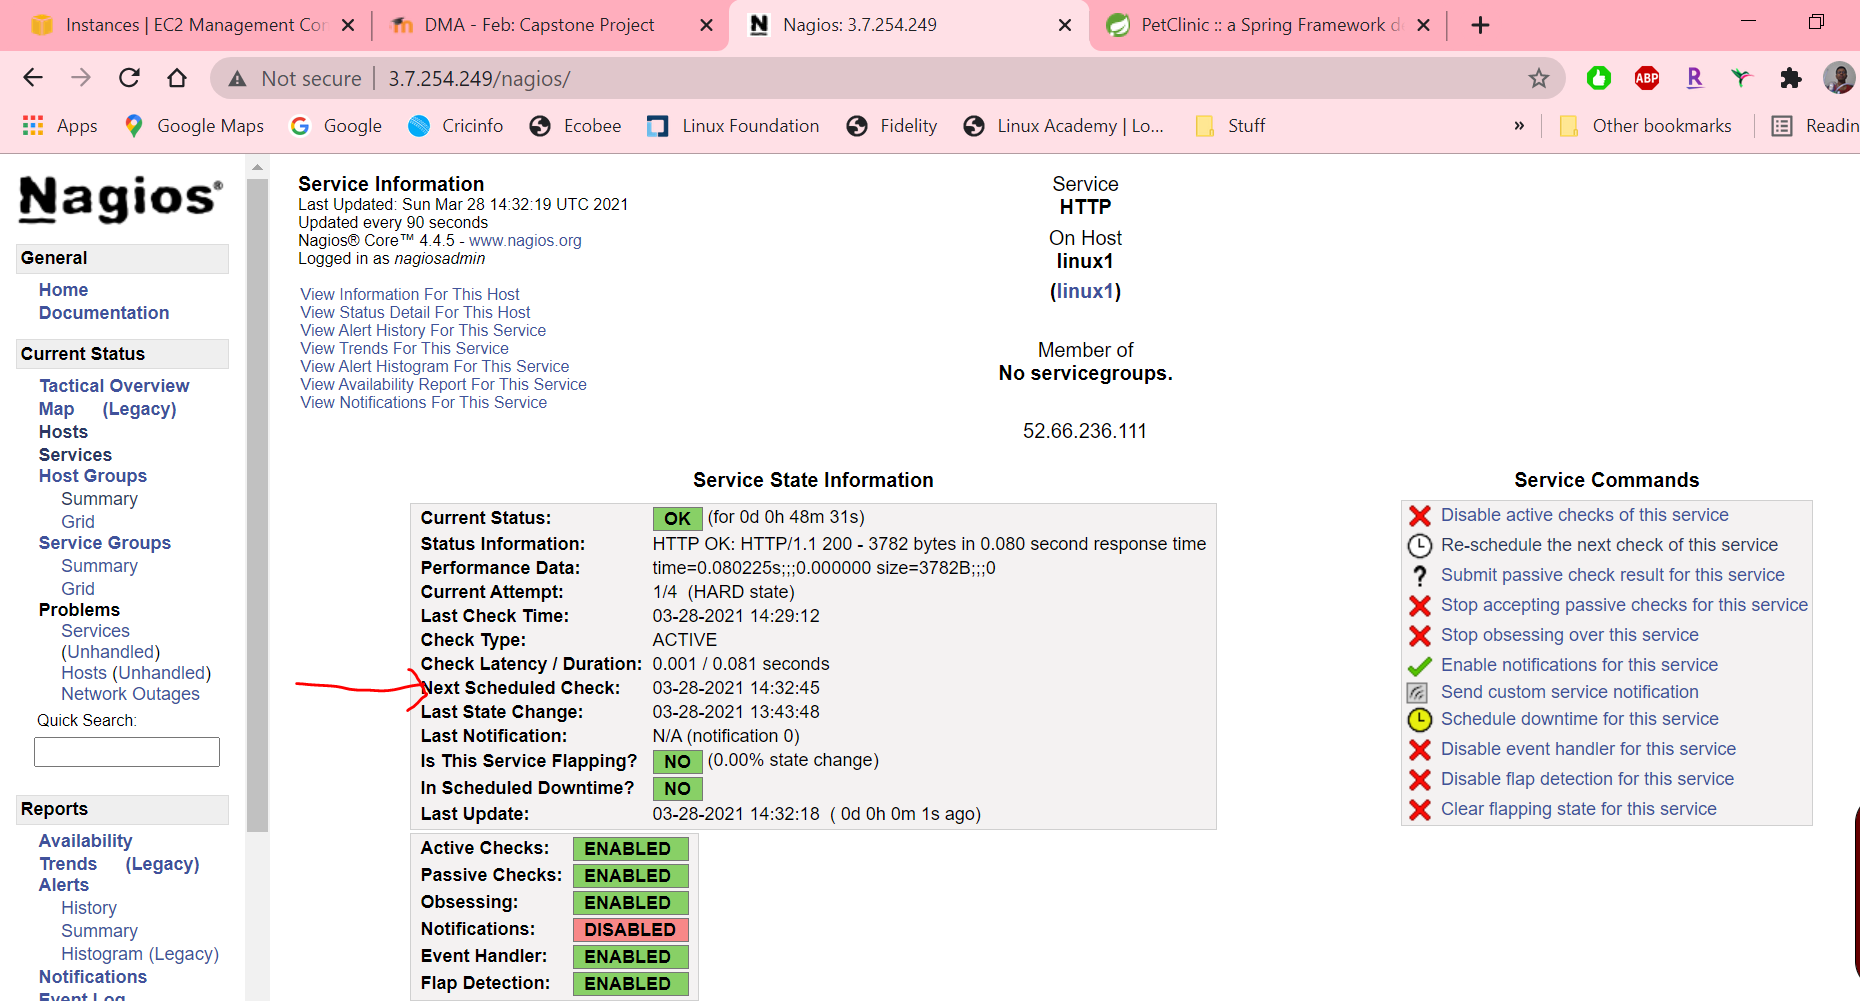 Instances | EC2 Management Con
DMA - Feb: Capstone Project
Nagios: 3.7.254.249
PetClinic :: a Spring Framework de
Not secure | 3.7.254.249/nagios/
ABP
R
Apps
Google Maps
Google
Cricinfo
Ecobee
Linux Foundation
Fidelity
Linux Academy | Lo...
Stuff
»
Other bookmarks
Readin
Nagios®
General
Home
Documentation
Current Status
Tactical Overview
Map (Legacy)
Hosts
Services
Host Groups
Summary
Grid
Service Groups
Summary
Grid
Problems
Services
(Unhandled)
Hosts (Unhandled)
Network Outages
Quick Search:
Reports
Availability
Trends (Legacy)
Alerts
History
Summary
Histogram (Legacy)
Notifications
Event Log
Service Information
Last Updated: Sun Mar 28 14:32:19 UTC 2021
Updated every 90 seconds
Nagios® Core™ 4.4.5 - www.nagios.org
Logged in as nagiosadmin
View Information For This Host
View Status Detail For This Host
View Alert History For This Service
View Trends For This Service
View Alert Histogram For This Service
View Availability Report For This Service
View Notifications For This Service
Service
HTTP
On Host
linux1
(linux1)
Member of
No servicegroups.
52.66.236.111
Service State Information
Current Status: OK (for 0d 0h 48m 31s)
Status Information: HTTP OK: HTTP/1.1 200 - 3782 bytes in 0.080 second response time
Performance Data: time=0.080225s;;;0.000000 size=3782B;;;0
Current Attempt: 1/4 (HARD state)
Last Check Time: 03-28-2021 14:29:12
Check Type: ACTIVE
Check Latency / Duration: 0.001 / 0.081 seconds
Next Scheduled Check: 03-28-2021 14:32:45
Last State Change: 03-28-2021 13:43:48
Last Notification: N/A (notification 0)
Is This Service Flapping? NO (0.00% state change)
In Scheduled Downtime? NO
Last Update: 03-28-2021 14:32:18 ( 0d 0h 0m 1s ago)
Active Checks: ENABLED
Passive Checks: ENABLED
Obsessing: ENABLED
Notifications: DISABLED
Event Handler: ENABLED
Flap Detection: ENABLED
Service Commands
Disable active checks of this service
Re-schedule the next check of this service
? Submit passive check result for this service
Stop accepting passive checks for this service
Stop obsessing over this service
Enable notifications for this service
Send custom service notification
Schedule downtime for this service
Disable event handler for this service
Disable flap detection for this service
Clear flapping state for this service